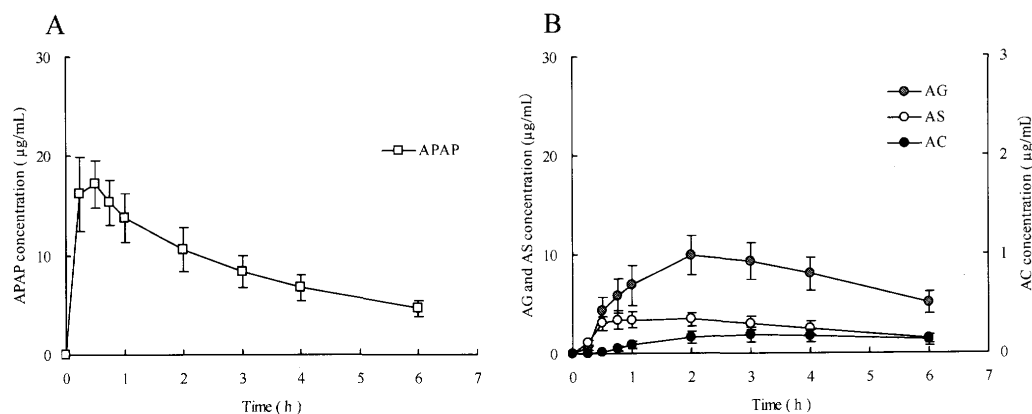 A
APAP concentration ( μg/mL)
30
20
10
0
APAP
0 1 2 3 4 5 6 7
Time ( h )
B
AG and AS concentration (μg/mL)
30
20
10
0
AG
AS
AC
3
2
1
0
AC concentration ( μg/mL)
0 1 2 3 4 5 6 7
Time ( h )